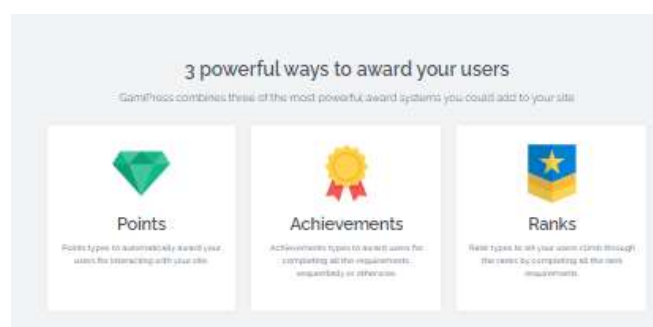 3 powerful ways to award your users
GamiPress combines three of the most powerful award systems you could add to your site
Points
Points types to automatically award your
users for interacting with your site.
Achievements
Achievements types to award users for
completing all the requirements
sequentially or otherwise.
Ranks
Rank types to let your users climb through
the ranks by completing all the rank
requirements.